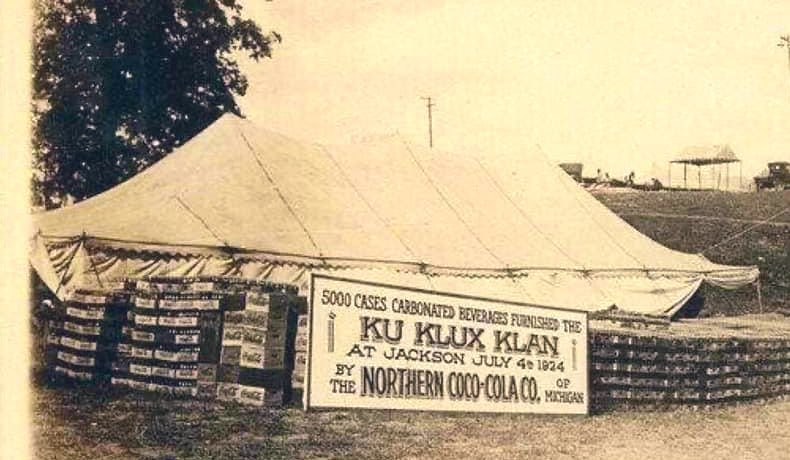 5000 CASES CARBONATED BEVERAGES FURNISHED THE
KU KLUX KLAN
AT JACKSON JULY 4th 1924
BY THE NORTHERN COCO-COLA CO. OF MICHIGAN